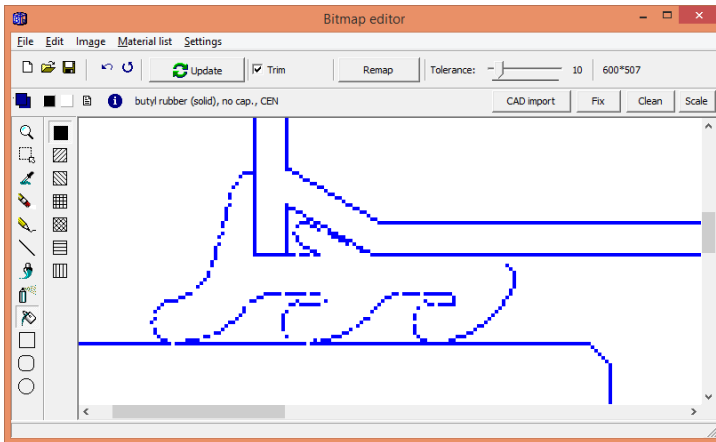 Bitmap editor
File Edit Image Material list Settings
Update Trim Remap Tolerance: 10 600*507
butyl rubber (solid), no cap., CEN CAD import Fix Clean Scale